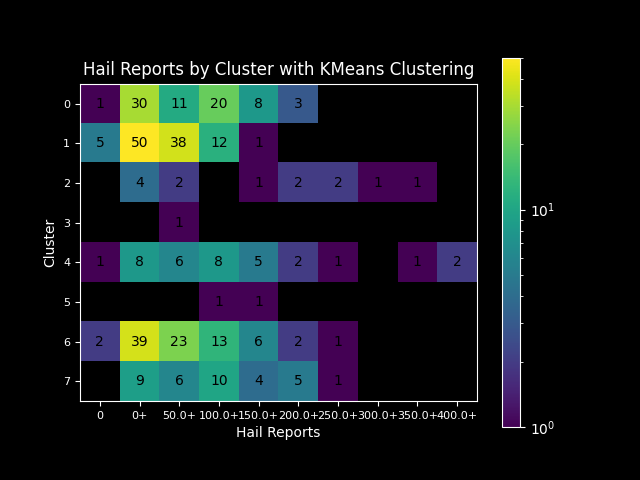 Hail Reports by Cluster with KMeans Clustering
0 1 30 11 20 8 3
1 5 50 38 12 1
2 4 2 1 2 2 1 1
3 1
4 1 8 6 8 5 2 1 1 2
5 1 1
6 2 39 23 13 6 2 1
7 9 6 10 4 5 1
0 0+ 50.0+ 100.0+ 150.0+ 200.0+ 250.0+ 300.0+ 350.0+ 400.0+
Hail Reports
Cluster
10¹
10⁰